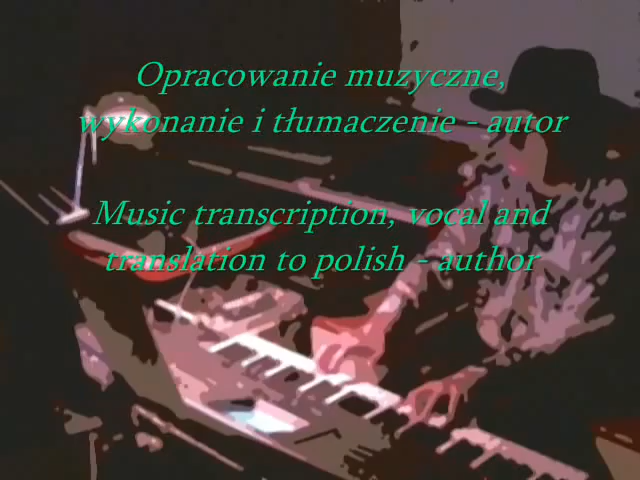 Opracowanie muzyczne,
wykonanie i tłumaczenie - autor
Music transcription, vocal and
translation to polish - author